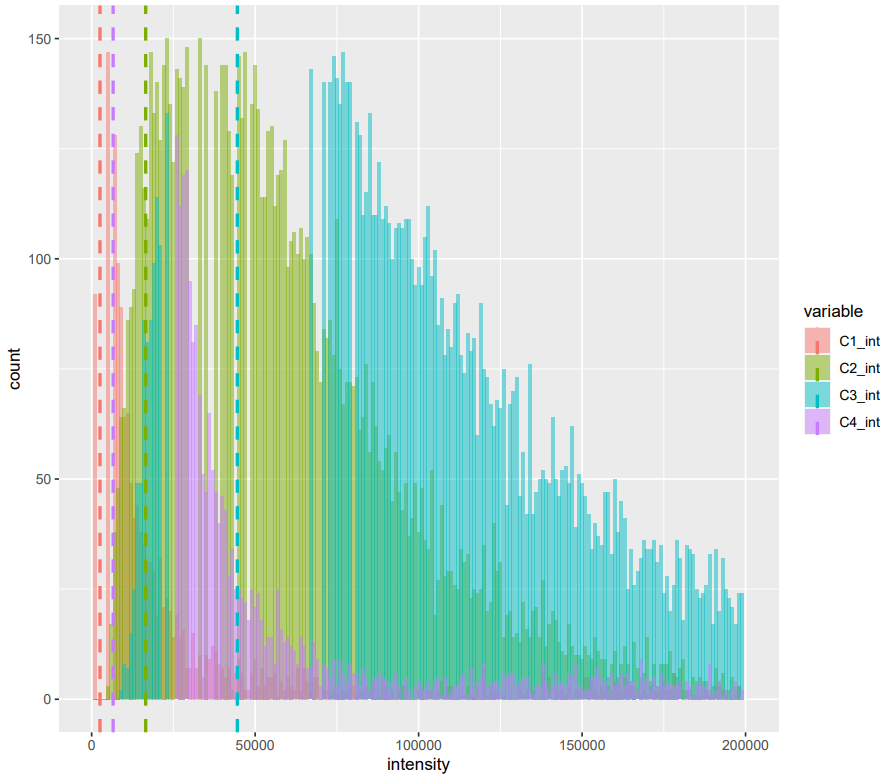 150
100
50
0
count
0
50000
100000
150000
200000
intensity
variable
C1_int
C2_int
C3_int
C4_int